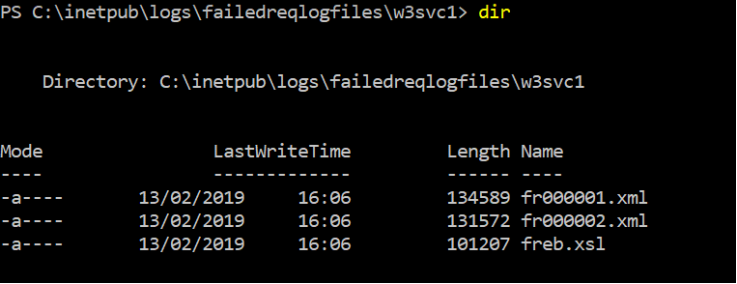 PS C:\inetpub\logs\failedreqlogfiles\w3svc1> dir
Directory: C:\inetpub\logs\failedreqlogfiles\w3svc1
Mode LastWriteTime Length Name
---- ------------- ------ ----
-a---- 13/02/2019 16:06 134589 fr000001.xml
-a---- 13/02/2019 16:06 131572 fr000002.xml
-a---- 13/02/2019 16:06 101207 freb.xsl